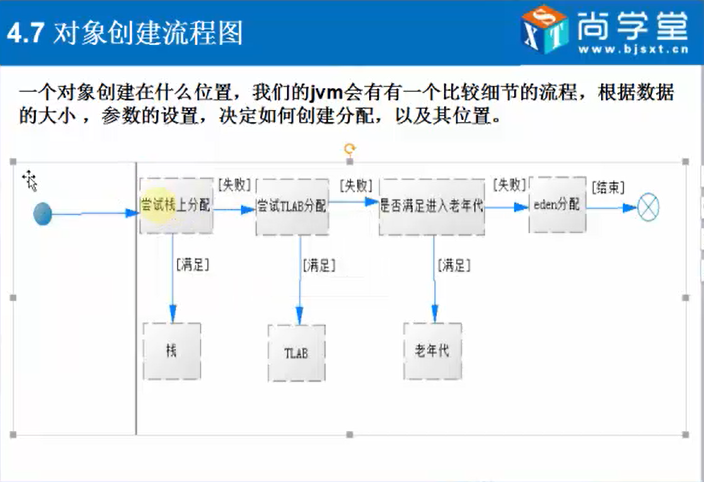 4.7 对象创建流程图
尚学堂
www.bjsxt.cn
一个对象创建在什么位置，我们的jvm会有有一个比较细节的流程，根据数据
的大小，参数的设置，决定如何创建分配，以及其位置。
尝试栈上分配
[失败]
尝试TLAB分配
[失败]
是否满足进入老年代
[失败]
eden分配
[结束]
[满足]
[满足]
[满足]
栈
TLAB
老年代